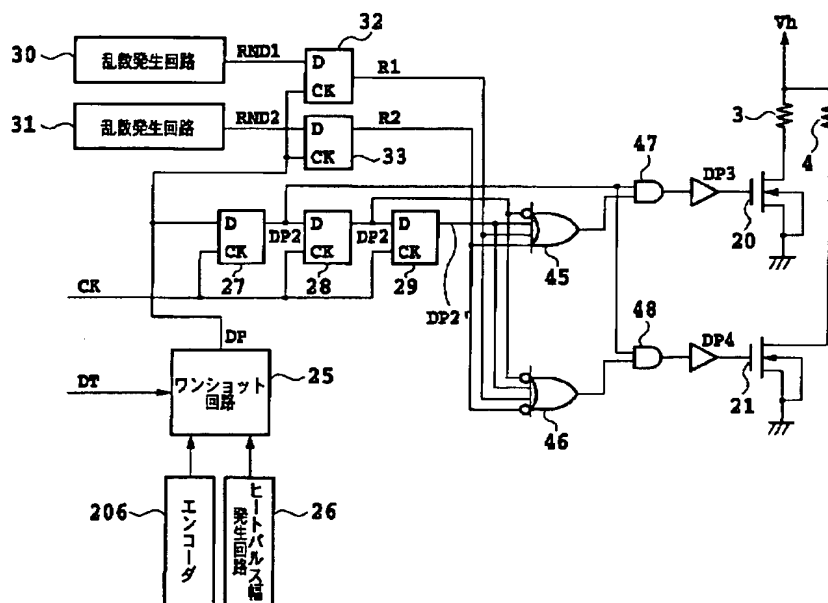 32
Vh
30
乱数発生回路
RND1
D
CK
R1
3
4
31
乱数発生回路
RND2
D
CK
R2
33
47
DP3
20
D
CK
27
DP2
D
CK
28
DP2
D
CK
29
45
CK
DP2'
DP
48
DP4
21
DT
ワンショット
回路
25
46
206
エンコーダ
ヒートパルス幅
発生回路
26